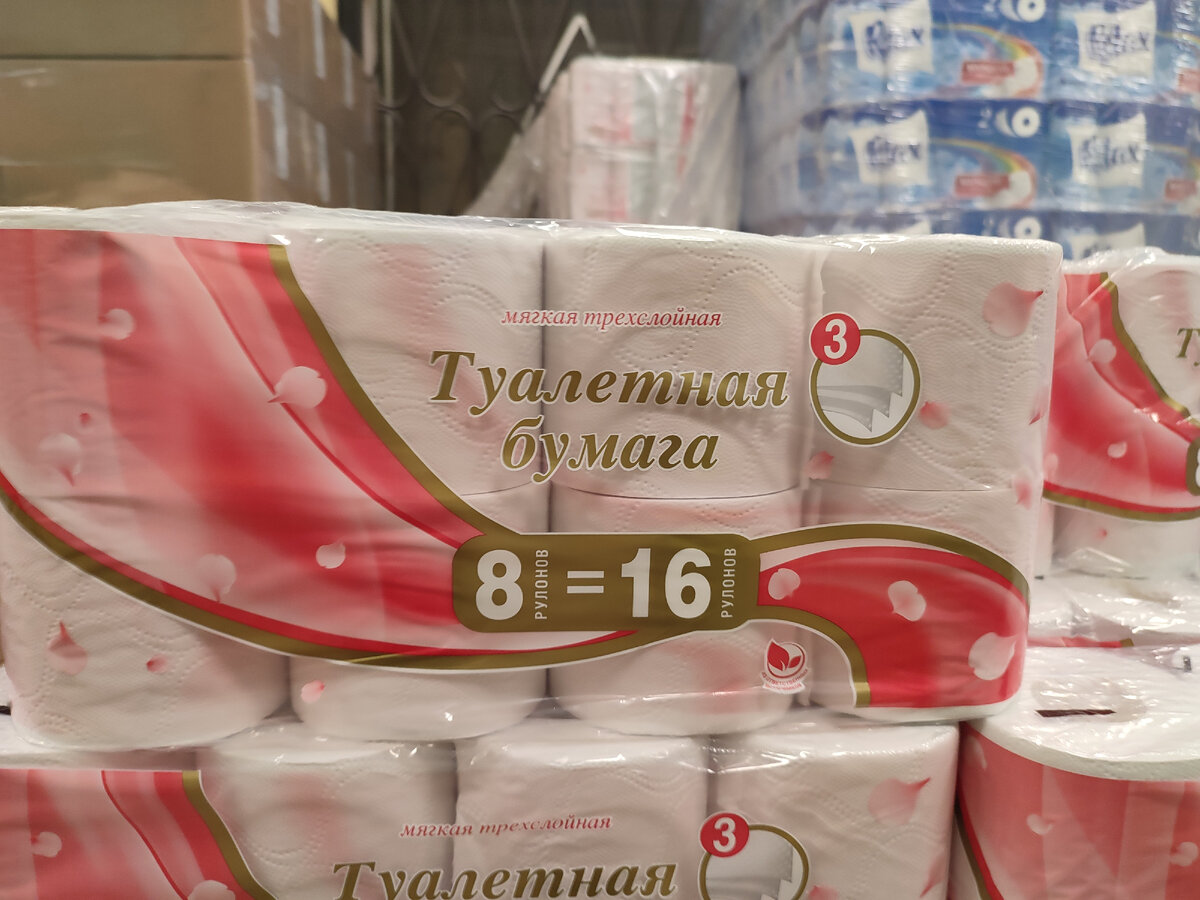 мягкая трехслойная
Туалетная
бумага
3
8 РУЛОНОВ = 16 РУЛОНОВ
мягкая трехслойная
Туалетная
3